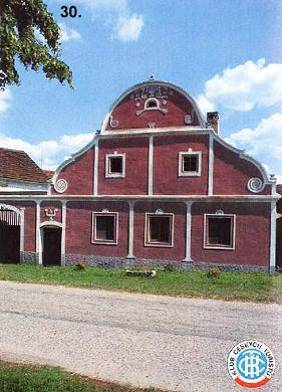 30.
KLUB ČESKÝCH TURISTŮ
KČT